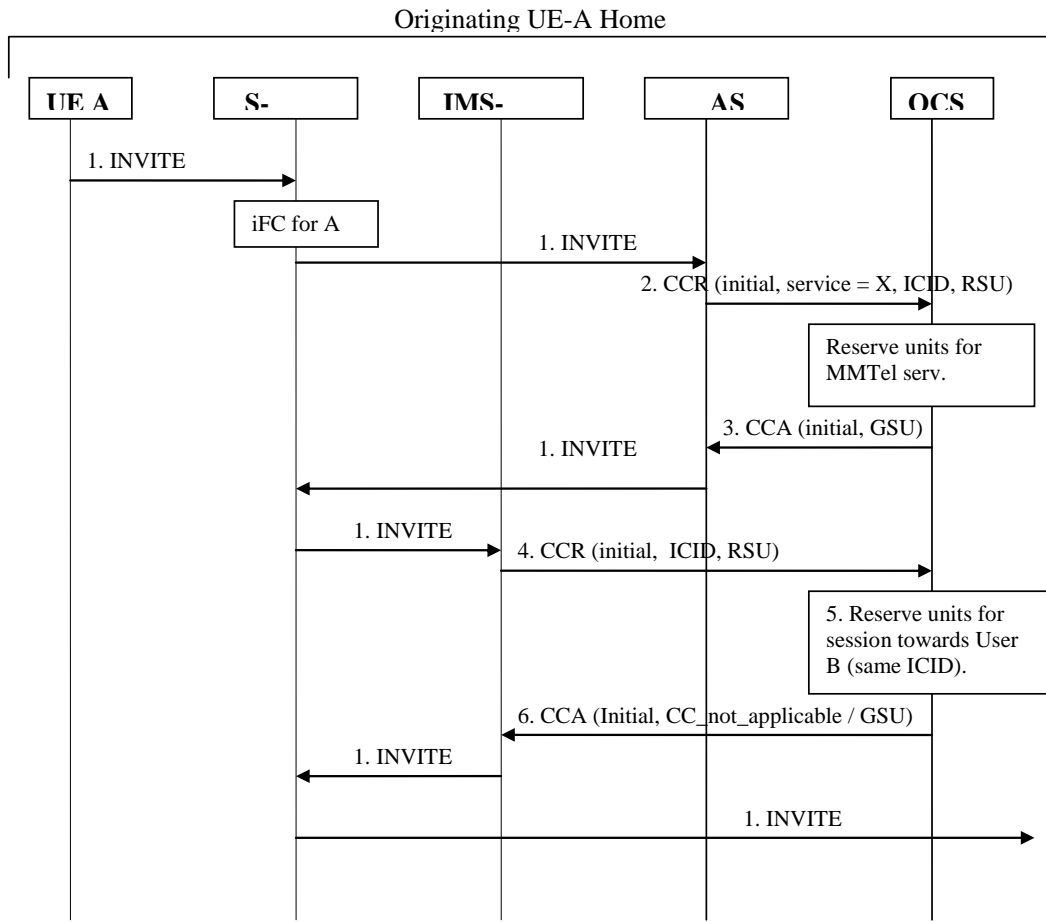 Originating UE-A Home
UE A
S-
IMS-
AS
OCS
1. INVITE
iFC for A
1. INVITE
2. CCR (initial, service = X, ICID, RSU)
Reserve units for
MMTel serv.
3. CCA (initial, GSU)
1. INVITE
1. INVITE
4. CCR (initial, ICID, RSU)
5. Reserve units for
session towards User
B (same ICID).
6. CCA (Initial, CC_not_applicable / GSU)
1. INVITE
1. INVITE